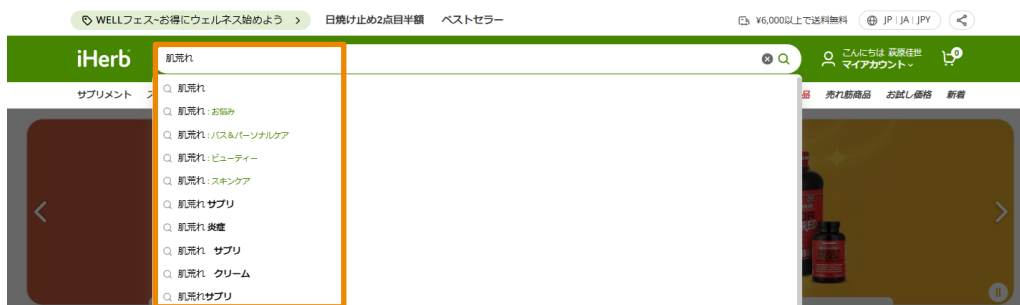 WELLフェス~お得にウェルネス始めよう 日焼け止め2点目半額 ベストセラー ¥6,000以上で送料無料 JP | JA | JPY
iHerb 肌荒れ こんにちは 萩原佳世 マイアカウント 0
サプリメント 品 売れ筋商品 お試し価格 新着
肌荒れ
肌荒れ : お悩み
肌荒れ : バス&パーソナルケア
肌荒れ : ビューティー
肌荒れ : スキンケア
肌荒れ サプリ
肌荒れ 炎症
肌荒れ サプリ
肌荒れ クリーム
肌荒れサプリ